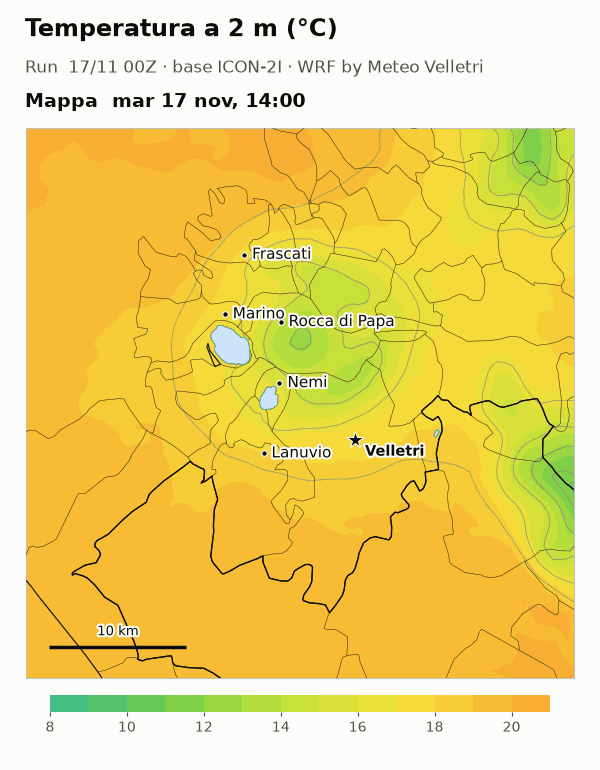 Temperatura a 2 m (°C)
Run  17/11 00Z · base ICON-2I · WRF by Meteo Velletri
Mappa  mar 17 nov, 14:00
Frascati
Marino
Rocca di Papa
Nemi
Velletri
Lanuvio
10 km
8 10 12 14 16 18 20